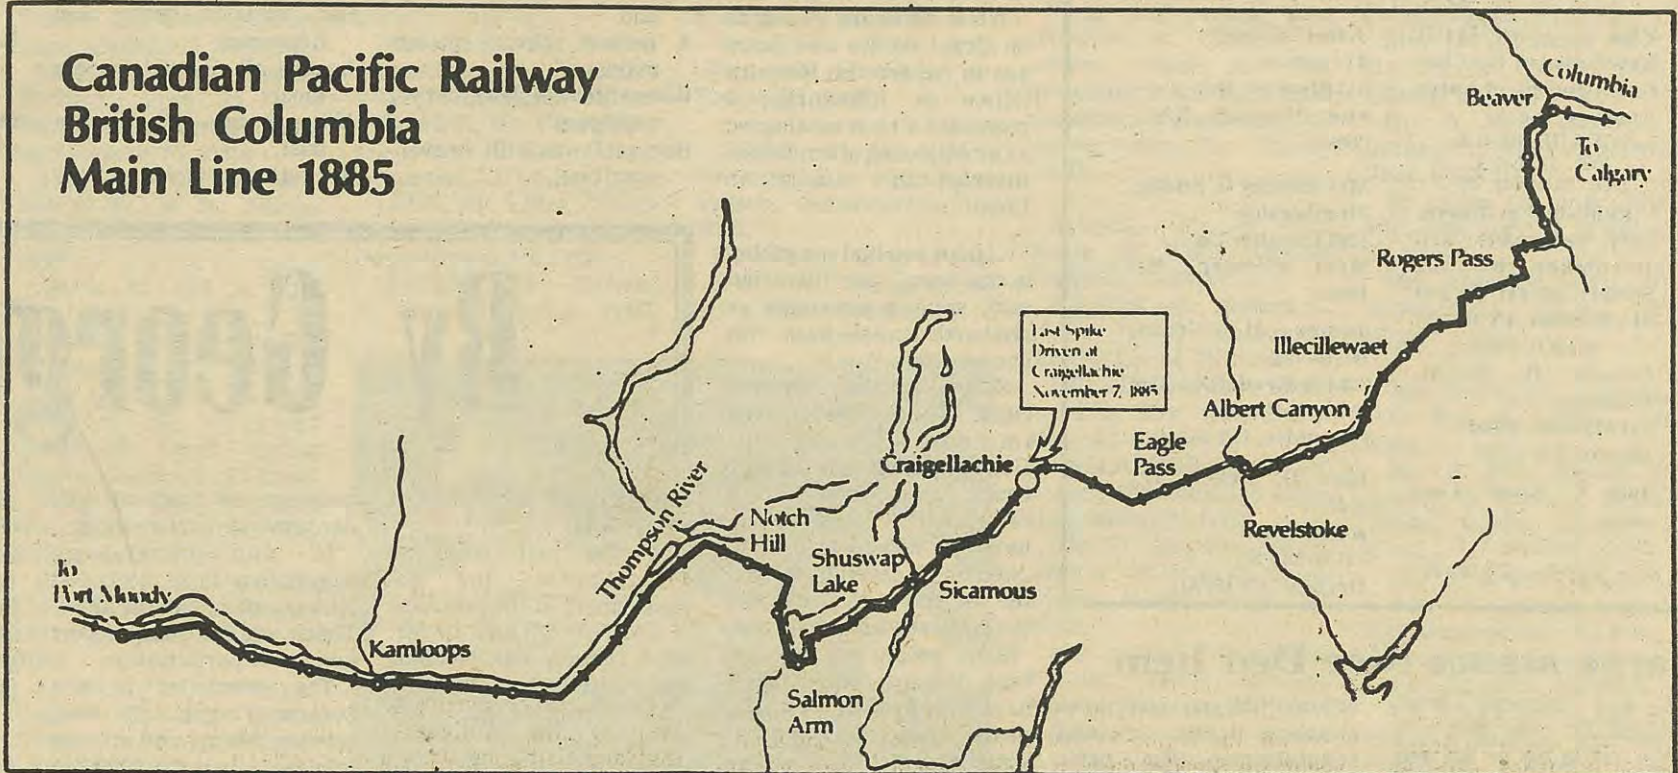 Canadian Pacific Railway
British Columbia
Main Line 1885
Columbia
Beaver
To
Calgary
Rogers Pass
Last Spike
Driven at
Craigellachie
November 7, 1885
Illecillewaet
Albert Canyon
Eagle
Pass
Craigellachie
Revelstoke
Thompson River
Notch
Hill
Shuswap
Lake
Sicamous
To
Port Moody
Kamloops
Salmon
Arm